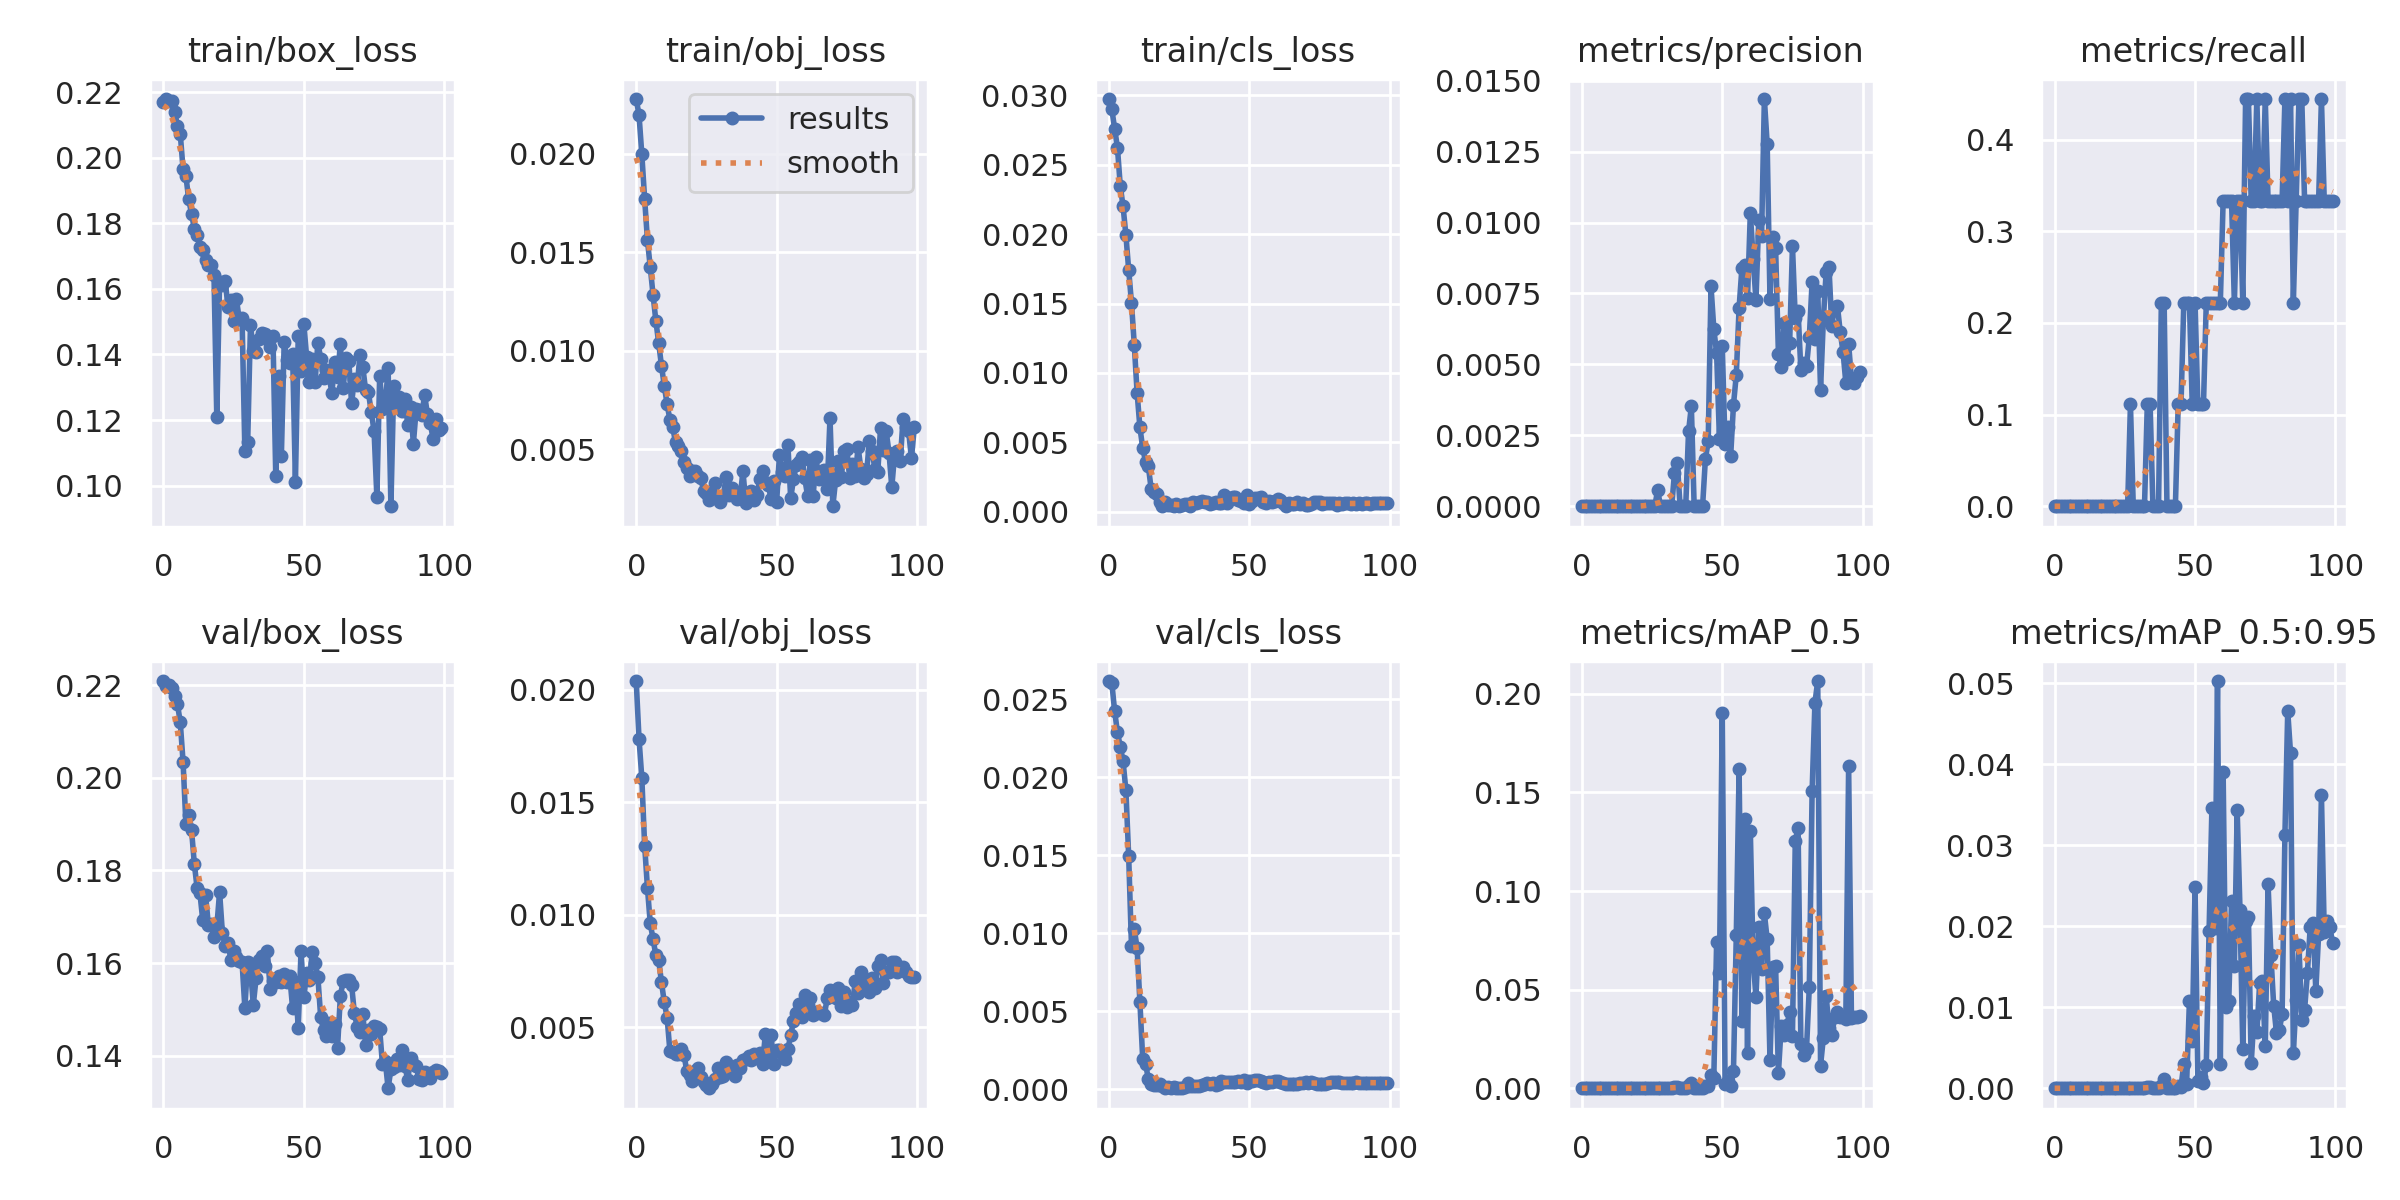 train/box_loss
0.22
0.20
0.18
0.16
0.14
0.12
0.10
0 50 100
train/obj_loss
results
smooth
0.020
0.015
0.010
0.005
0 50 100
train/cls_loss
0.030
0.025
0.020
0.015
0.010
0.005
0.000
0 50 100
metrics/precision
0.0150
0.0125
0.0100
0.0075
0.0050
0.0025
0.0000
0 50 100
metrics/recall
0.4
0.3
0.2
0.1
0.0
0 50 100
val/box_loss
0.22
0.20
0.18
0.16
0.14
0 50 100
val/obj_loss
0.020
0.015
0.010
0.005
0 50 100
val/cls_loss
0.025
0.020
0.015
0.010
0.005
0.000
0 50 100
metrics/mAP_0.5
0.20
0.15
0.10
0.05
0.00
0 50 100
metrics/mAP_0.5:0.95
0.05
0.04
0.03
0.02
0.01
0.00
0 50 100